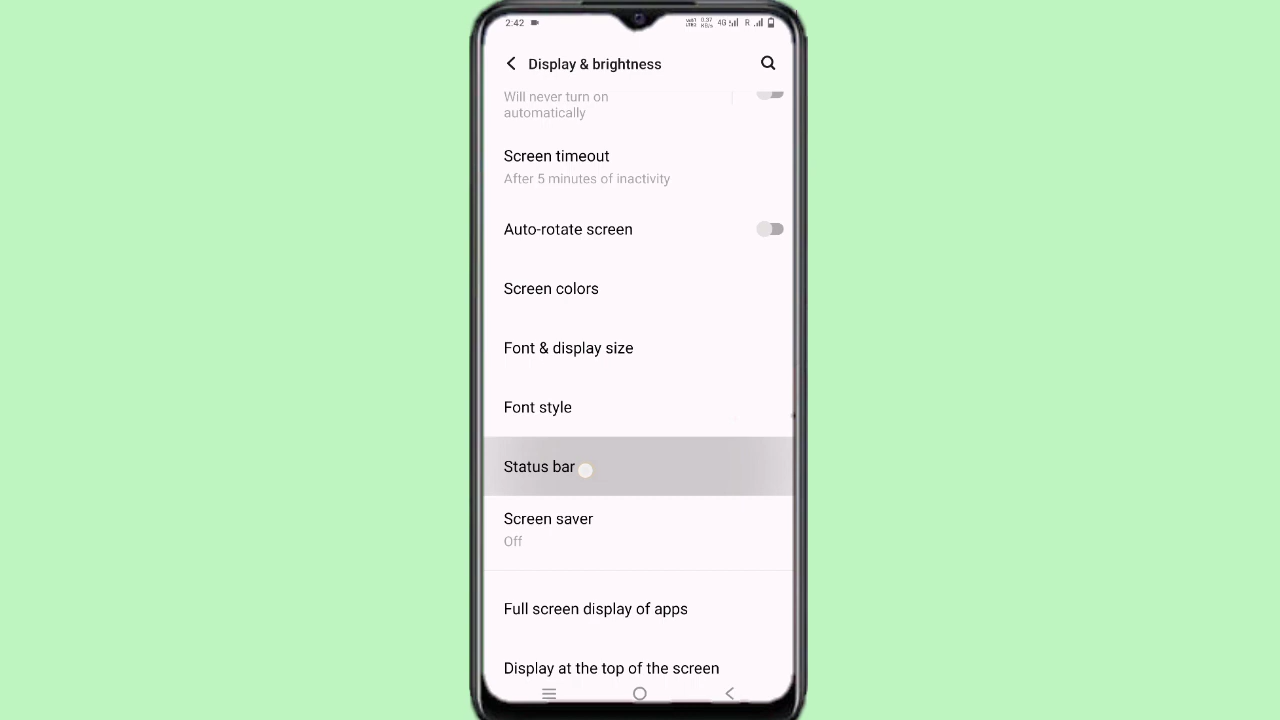 2:42 4G R
Display & brightness
Will never turn on
automatically
Screen timeout
After 5 minutes of inactivity
Auto-rotate screen
Screen colors
Font & display size
Font style
Status bar
Screen saver
Off
Full screen display of apps
Display at the top of the screen